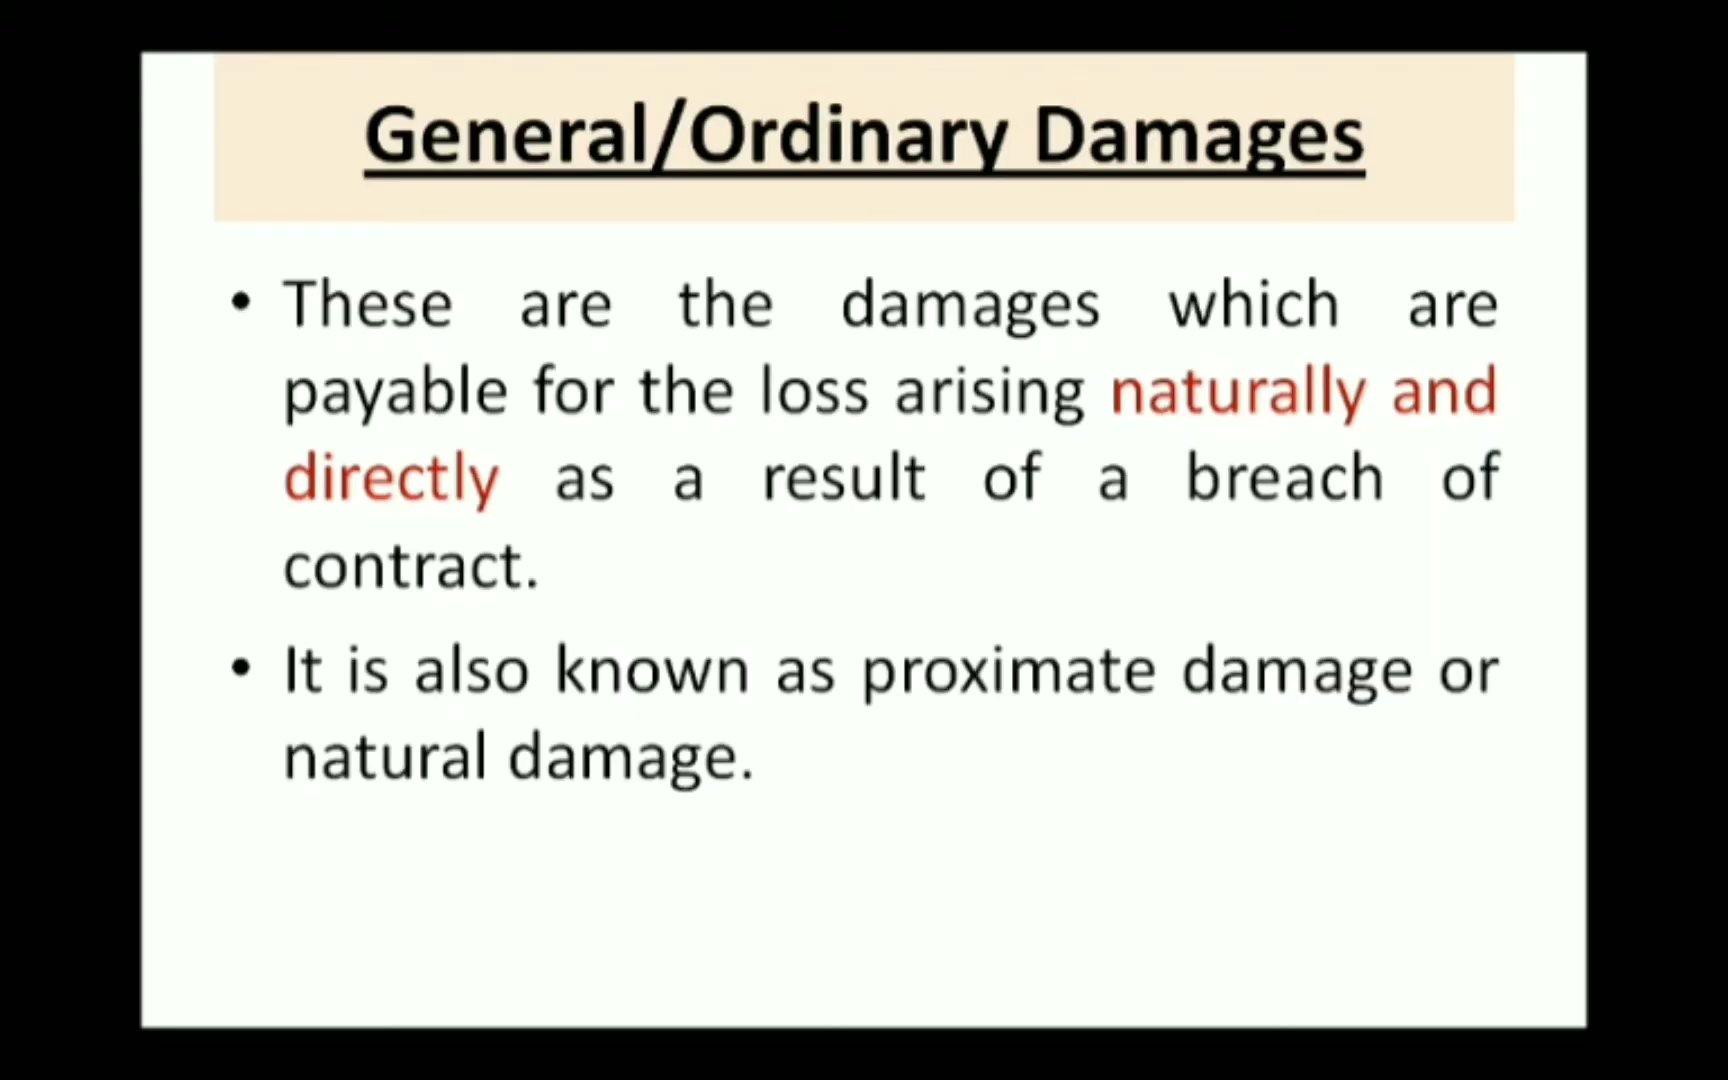 General/Ordinary Damages
• These are the damages which are
payable for the loss arising naturally and
directly as a result of a breach of
contract.
• It is also known as proximate damage or
natural damage.